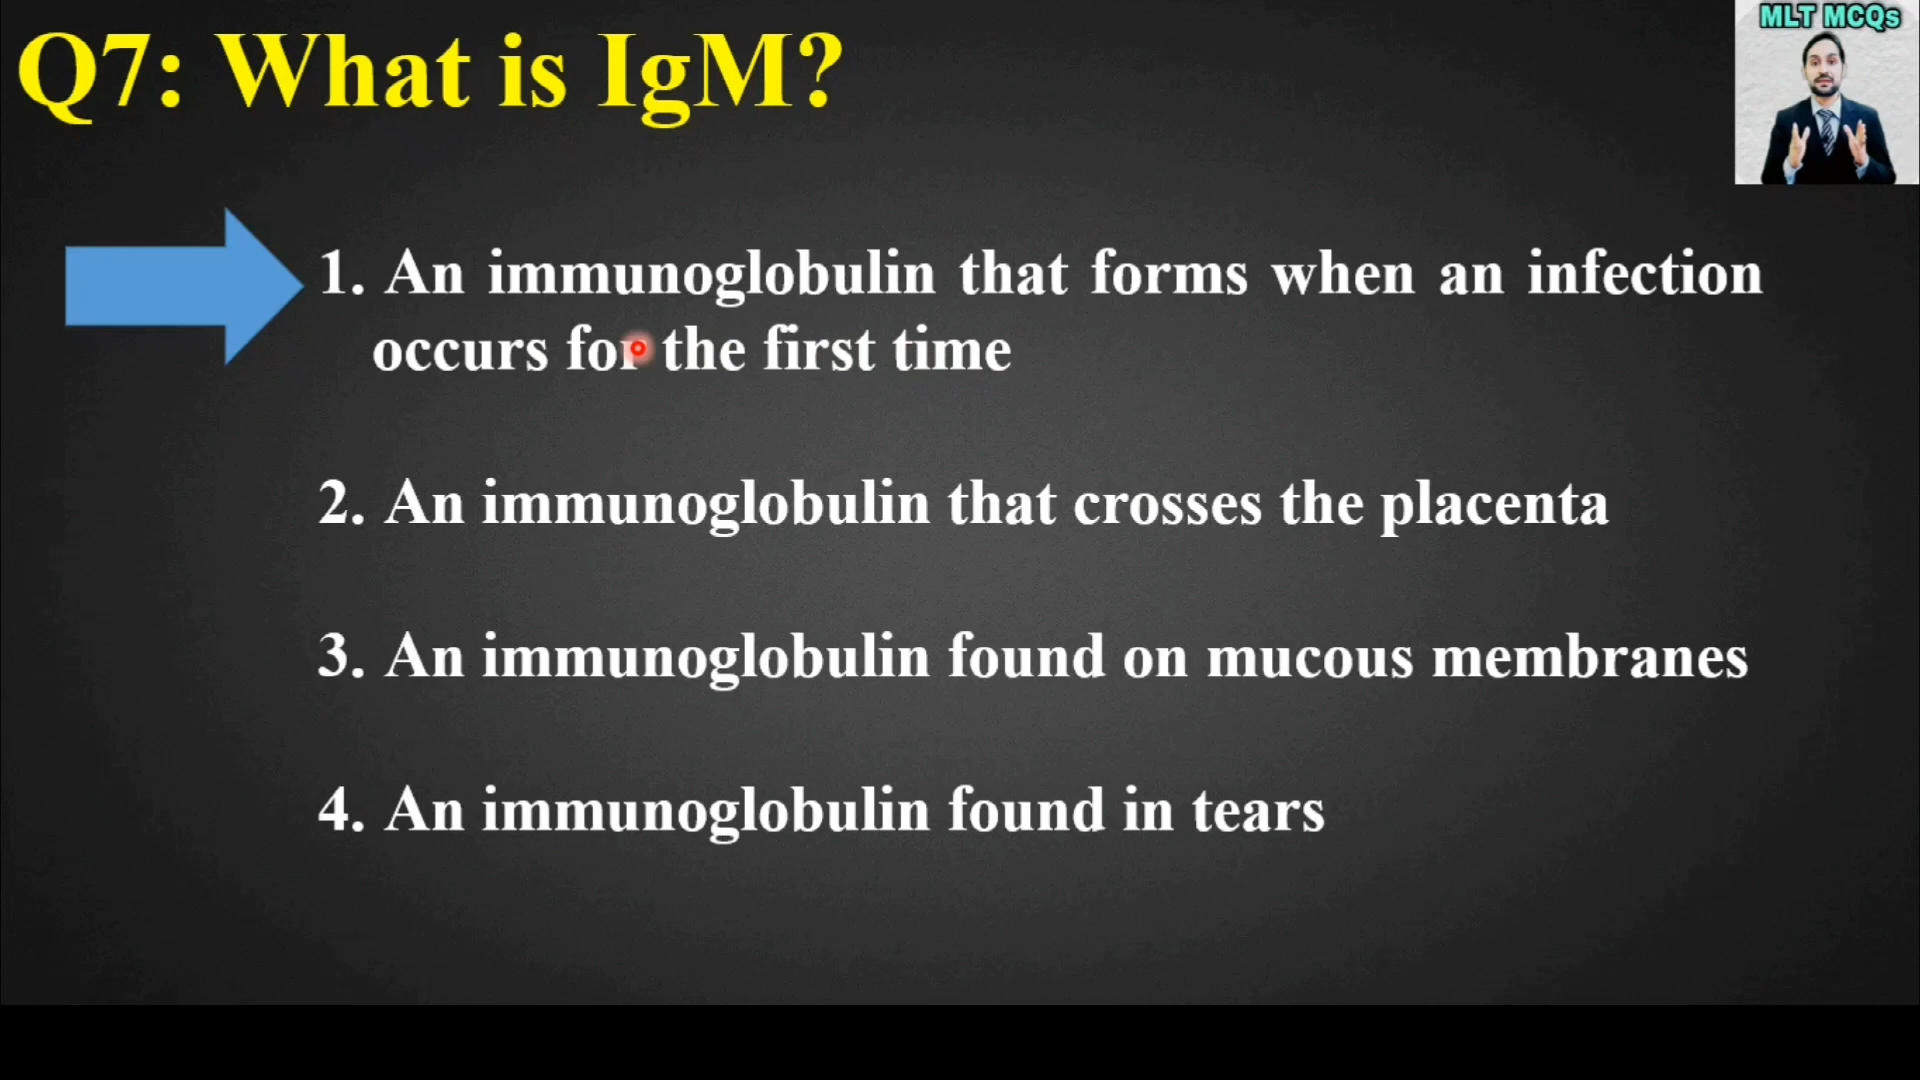 MLT MCQs
Q7: What is IgM?
1. An immunoglobulin that forms when an infection
occurs for the first time
2. An immunoglobulin that crosses the placenta
3. An immunoglobulin found on mucous membranes
4. An immunoglobulin found in tears